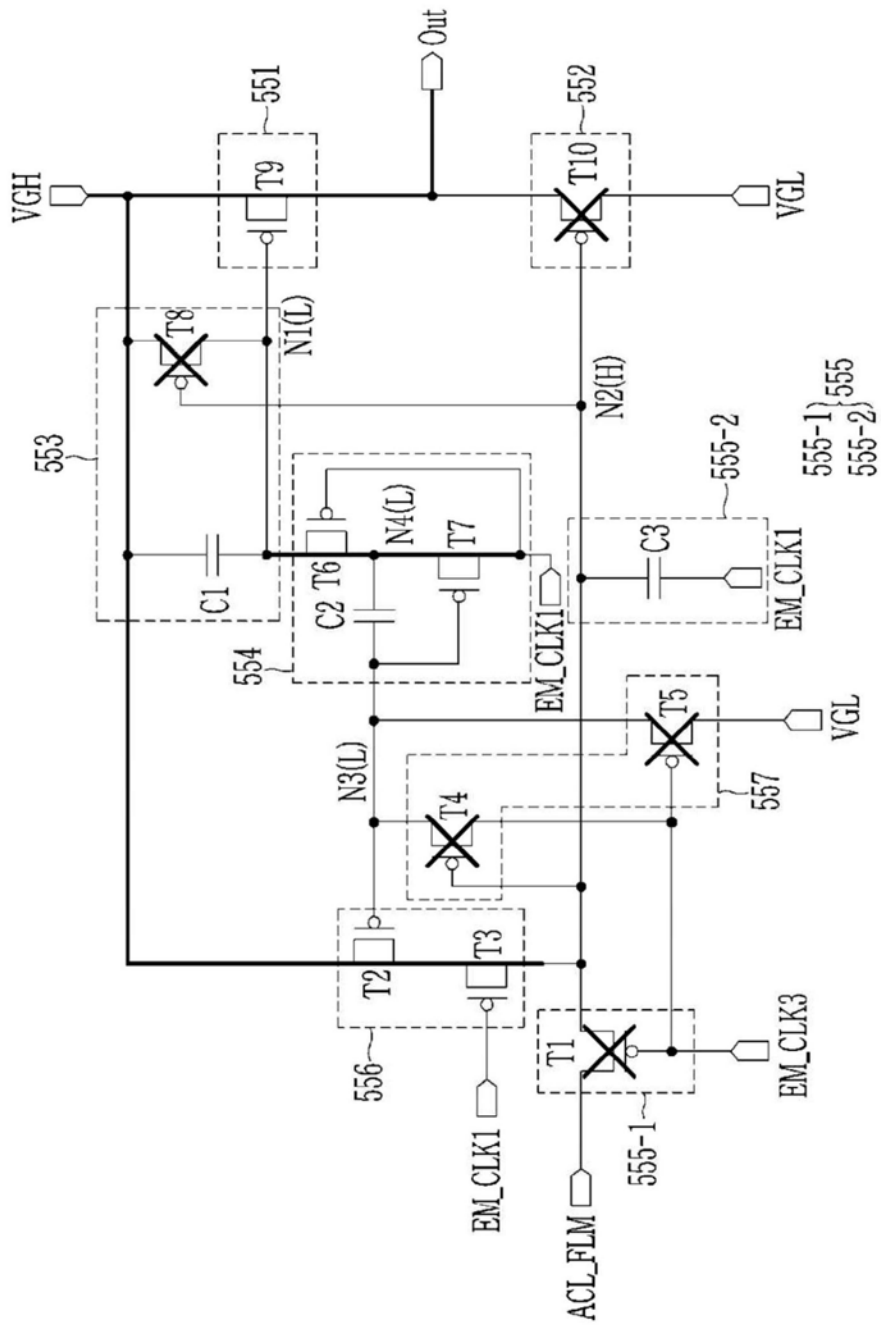 VGH
553
551
T8
T9
Out
C1
N1(L)
554
T6
N4(L)
C2
T7
EM_CLK1
N3(L)
556
T2
T3
EM_CLK1
T4
T5
557
VGL
N2(H)
552
T10
VGL
555-2
C3
EM_CLK1
555-1
555-2
555
T1
ACL_FLM
555-1
EM_CLK3